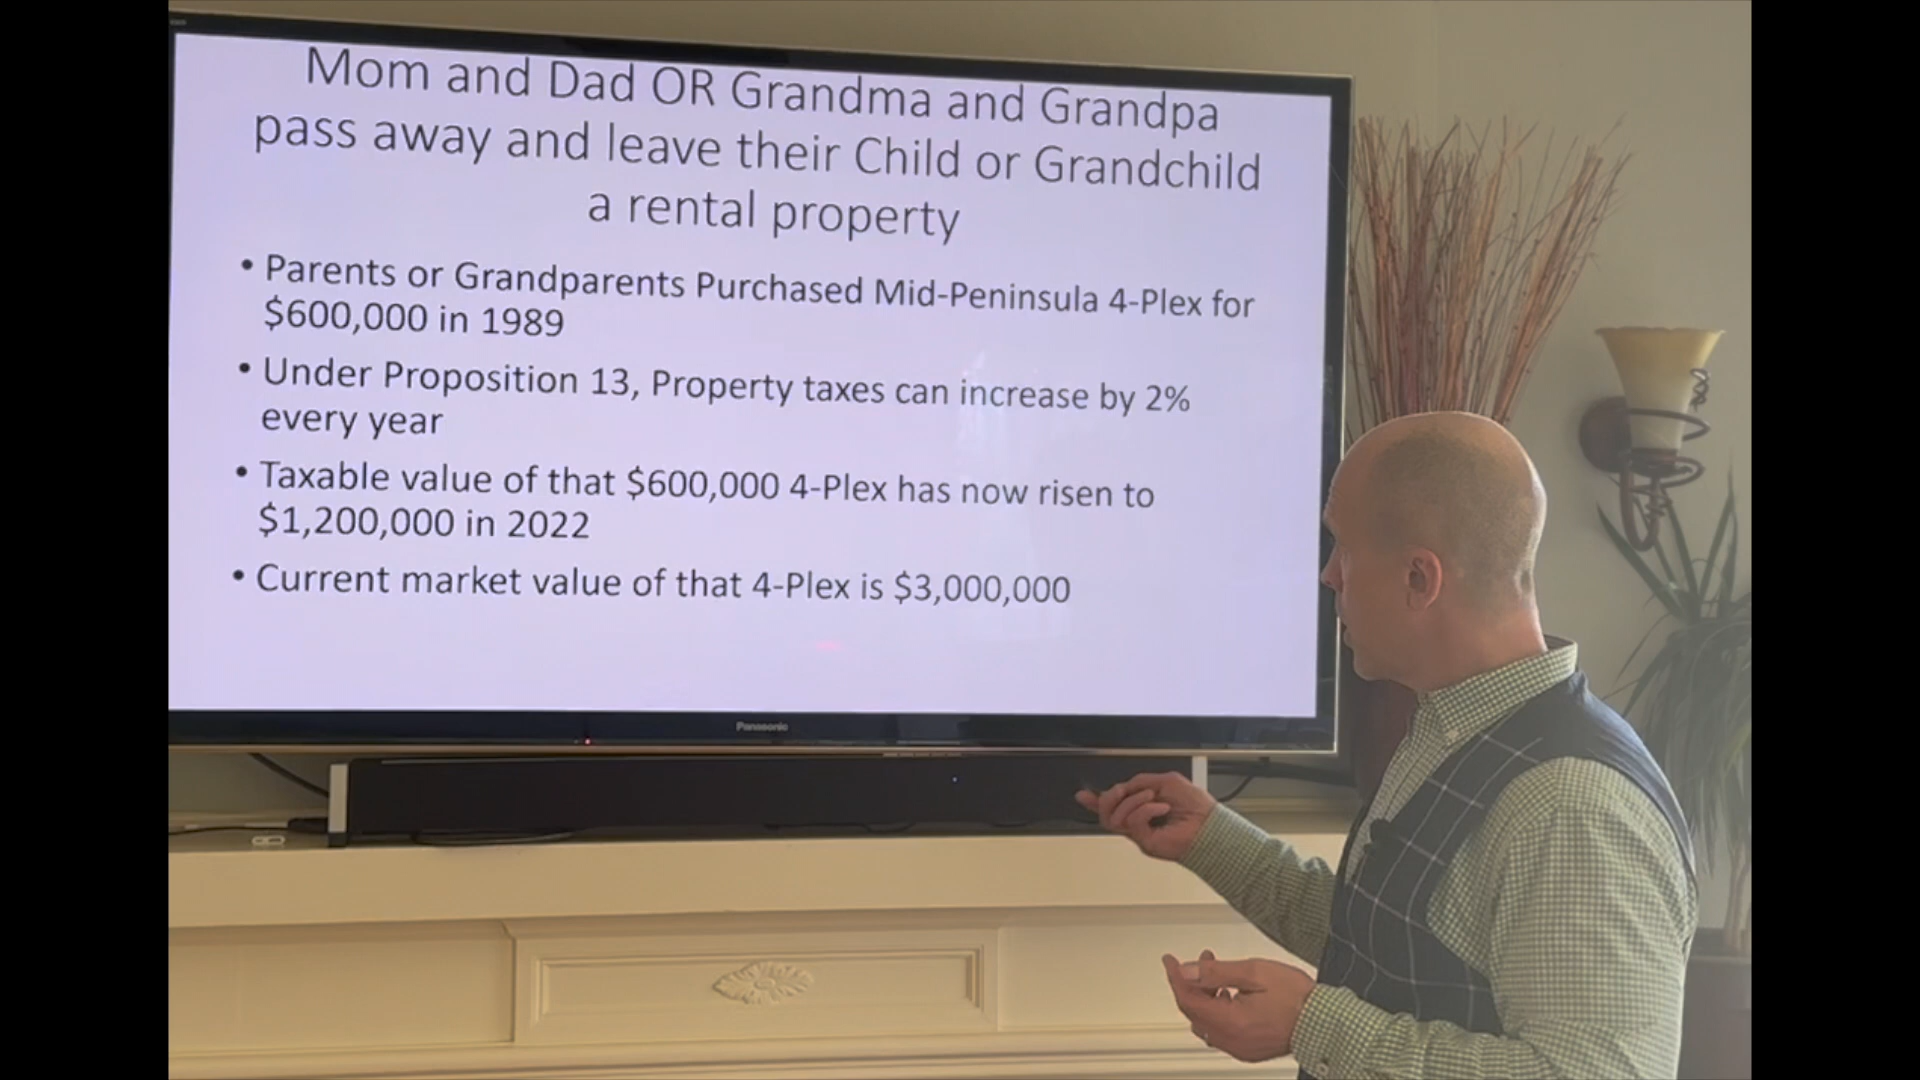 Mom and Dad OR Grandma and Grandpa
pass away and leave their Child or Grandchild
a rental property
• Parents or Grandparents Purchased Mid-Peninsula 4-Plex for
$600,000 in 1989
• Under Proposition 13, Property taxes can increase by 2%
every year
• Taxable value of that $600,000 4-Plex has now risen to
$1,200,000 in 2022
• Current market value of that 4-Plex is $3,000,000
Panasonic